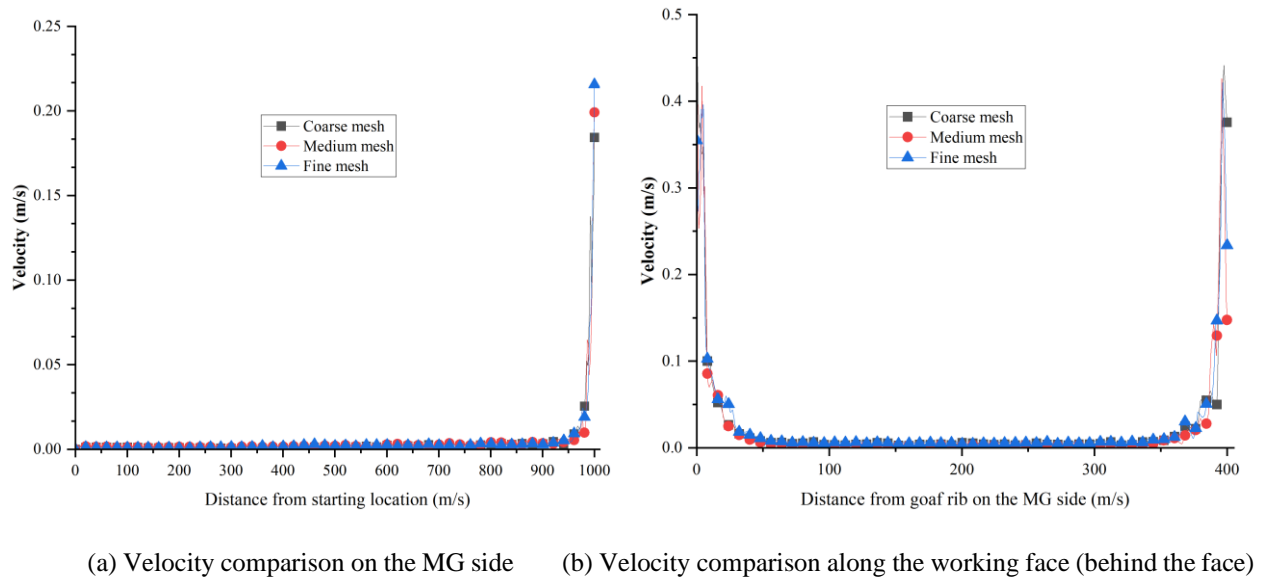 0.25
0.20
0.15
0.10
0.05
0.00
Velocity (m/s)
Coarse mesh
Medium mesh
Fine mesh
0 100 200 300 400 500 600 700 800 900 1000
Distance from starting location (m/s)
0.5
0.4
0.3
0.2
0.1
0.0
Velocity (m/s)
Coarse mesh
Medium mesh
Fine mesh
0 100 200 300 400
Distance from goaf rib on the MG side (m/s)
(a) Velocity comparison on the MG side
(b) Velocity comparison along the working face (behind the face)